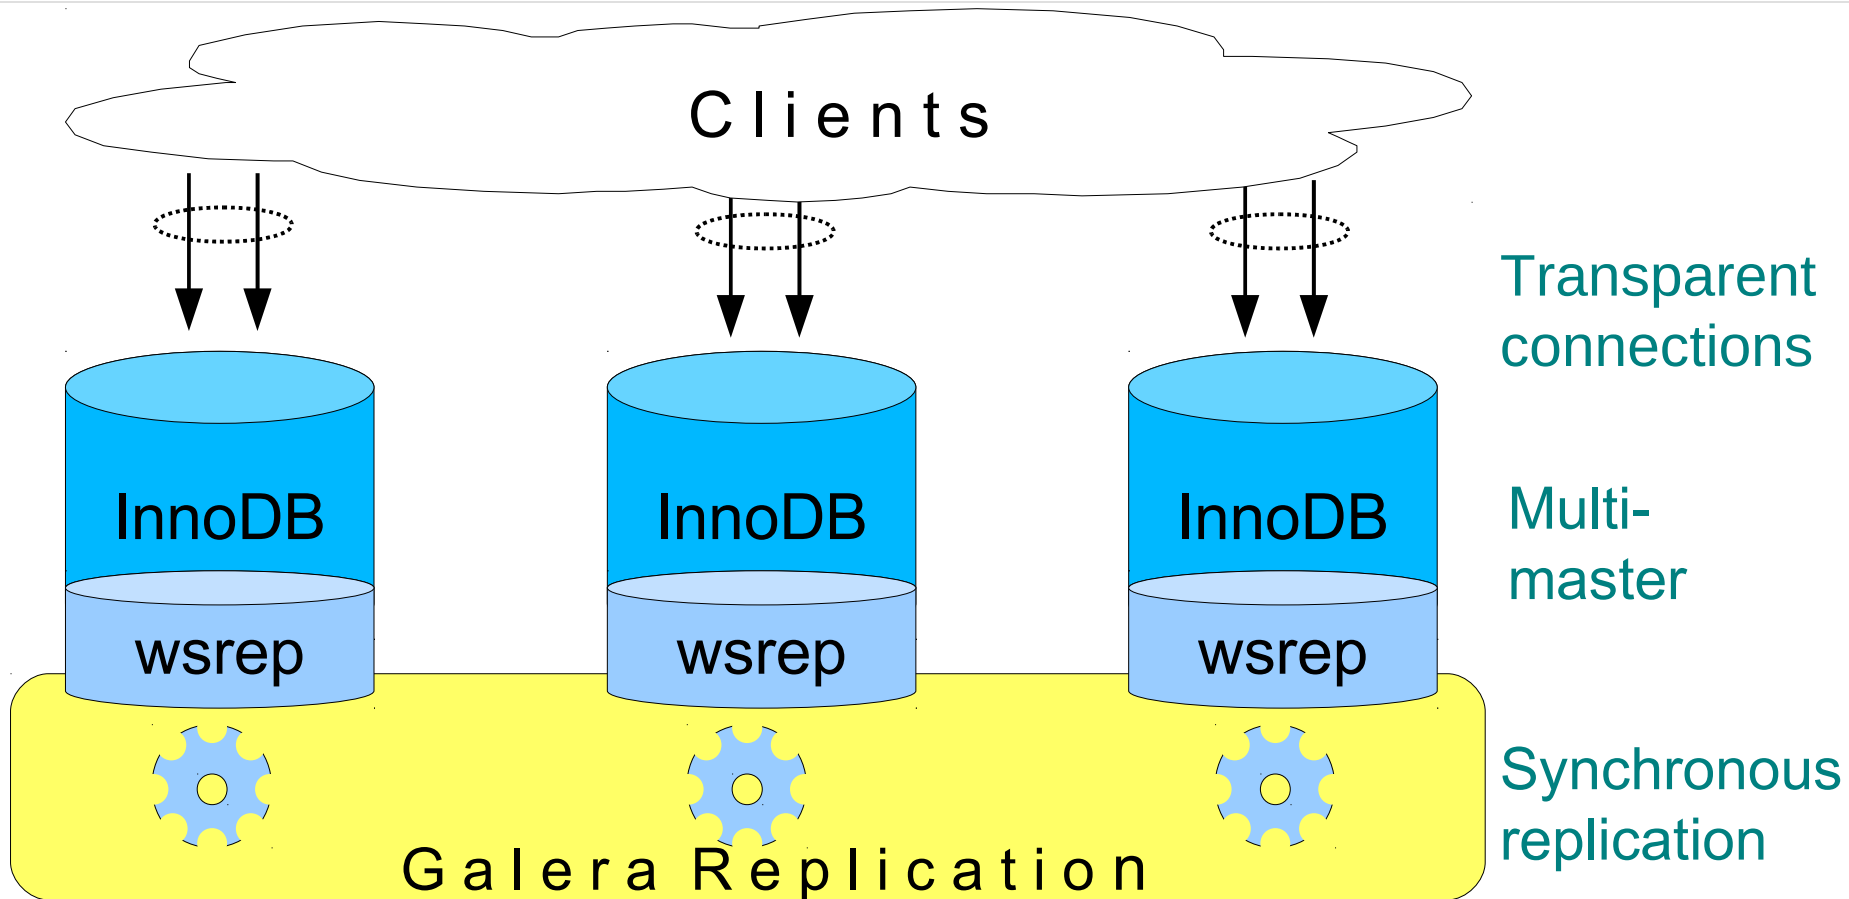 Clients
Transparent
connections
InnoDB InnoDB InnoDB
Multi-
master
wsrep wsrep wsrep
Synchronous
replication
Galera Replication